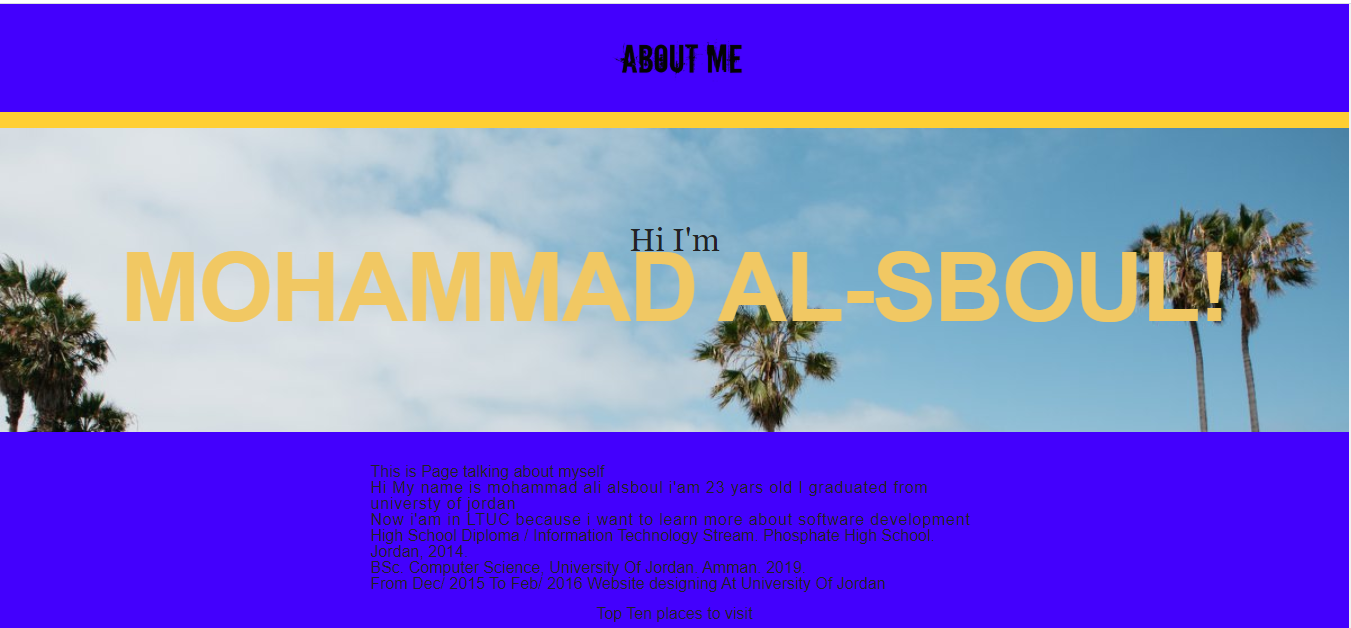 ABOUT ME
Hi I'm
MOHAMMAD AL-SBOUL!
This is Page talking about myself
Hi My name is mohammad ali alsboul i'am 23 yars old I graduated from
universty of jordan
Now i'am in LTUC because i want to learn more about software development
High School Diploma / Information Technology Stream. Phosphate High School.
Jordan. 2014
BSc. Computer Science, University Of Jordan. Amman. 2019.
From Dec/ 2015 To Feb/ 2016 Website designing At University Of Jordan
Top Ten places to visit